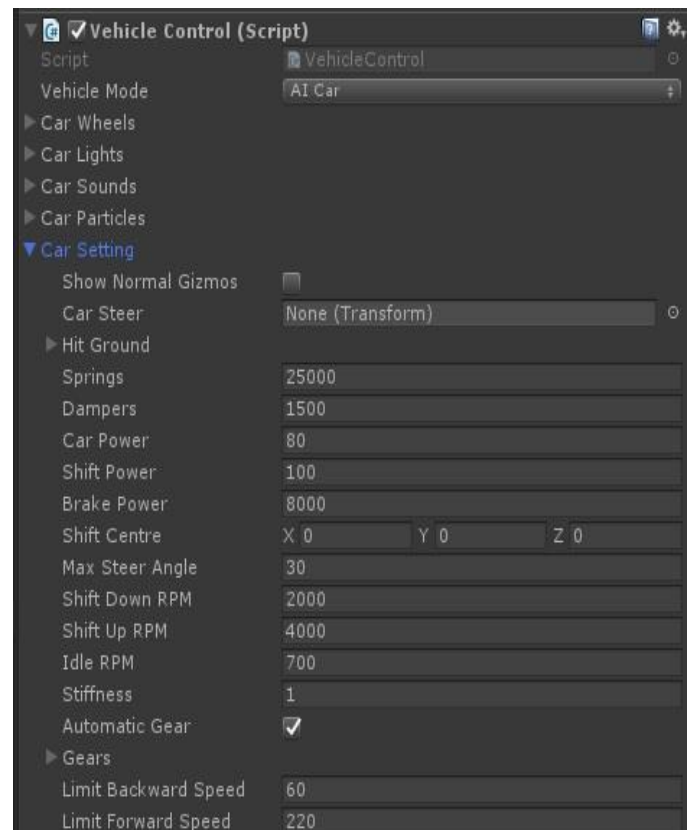 Vehicle Control (Script)
Script VehicleControl
Vehicle Mode AI Car
Car Wheels
Car Lights
Car Sounds
Car Particles
Car Setting
Show Normal Gizmos
Car Steer None (Transform)
Hit Ground
Springs 25000
Dampers 1500
Car Power 80
Shift Power 100
Brake Power 8000
Shift Centre X 0 Y 0 Z 0
Max Steer Angle 30
Shift Down RPM 2000
Shift Up RPM 4000
Idle RPM 700
Stiffness 1
Automatic Gear
Gears
Limit Backward Speed 60
Limit Forward Speed 220